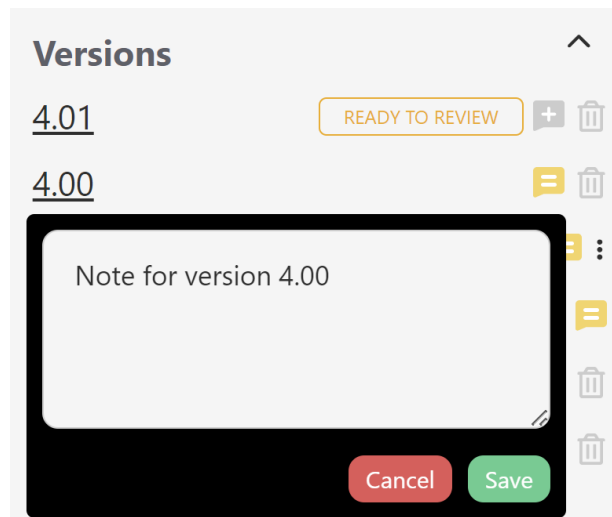 Versions
4.01 READY TO REVIEW
4.00
Note for version 4.00
Cancel Save